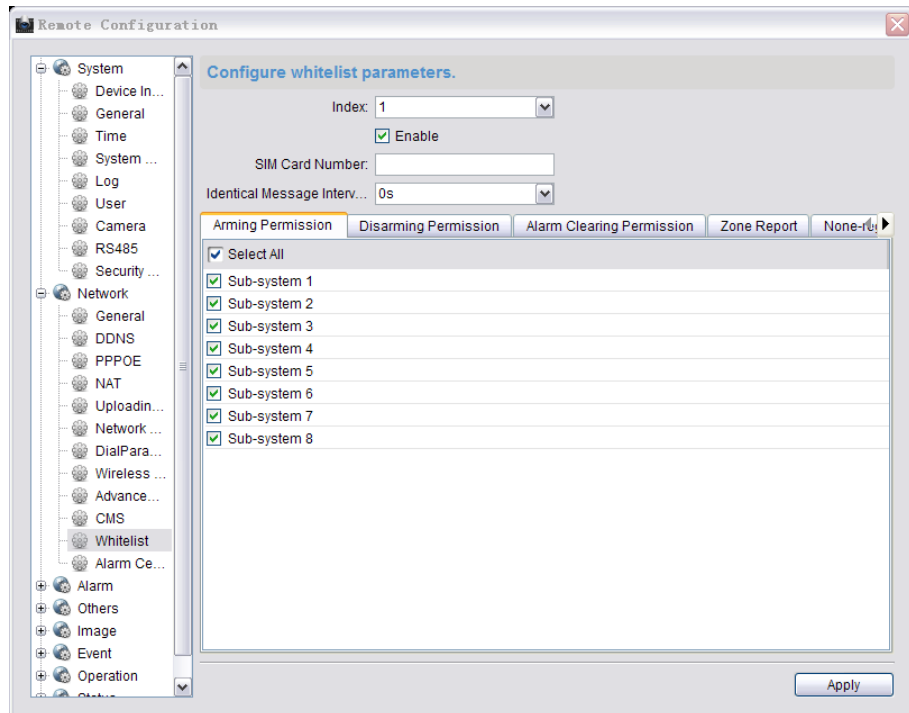 Remote Configuration
System
Device In...
General
Time
System ...
Log
User
Camera
RS485
Security ...
Network
General
DDNS
PPPOE
NAT
Uploadin...
Network ...
DialPara...
Wireless ...
Advance...
CMS
Whitelist
Alarm Ce...
Alarm
Others
Image
Event
Operation
Configure whitelist parameters.
Index: 1
Enable
SIM Card Number:
Identical Message Interv... 0s
Arming Permission Disarming Permission Alarm Clearing Permission Zone Report
Select All
Sub-system 1
Sub-system 2
Sub-system 3
Sub-system 4
Sub-system 5
Sub-system 6
Sub-system 7
Sub-system 8
Apply